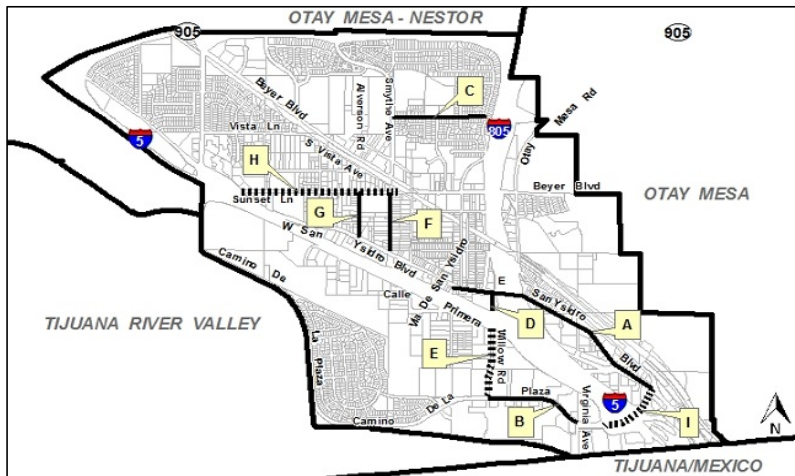 OTAY MESA - NESTOR
905
905
Beyer Blvd
Alverson Rd
Smythe Ave
C
805
Otay Mesa Rd
5
Vista Ln
S Vista Ave
H
Beyer Blvd
OTAY MESA
Sunset Ln
G
F
W San Ysidro Blvd
Camino De La Plaza
Calle Primera
Via De San Ysidro
E San Ysidro Blvd
D
A
TIJUANA RIVER VALLEY
E
Willow Rd
Camino De La Plaza
B
Virginia Ave
5
I
N
TIJUANA/MEXICO